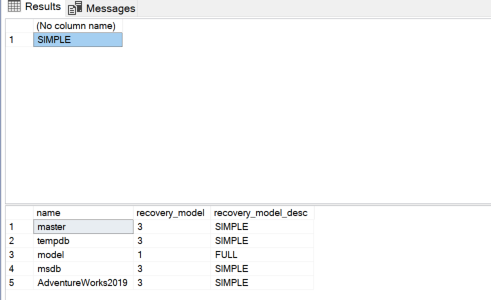 Results Messages
(No column name)
1 SIMPLE
name recovery_model recovery_model_desc
1 master 3 SIMPLE
2 tempdb 3 SIMPLE
3 model 1 FULL
4 msdb 3 SIMPLE
5 AdventureWorks2019 3 SIMPLE